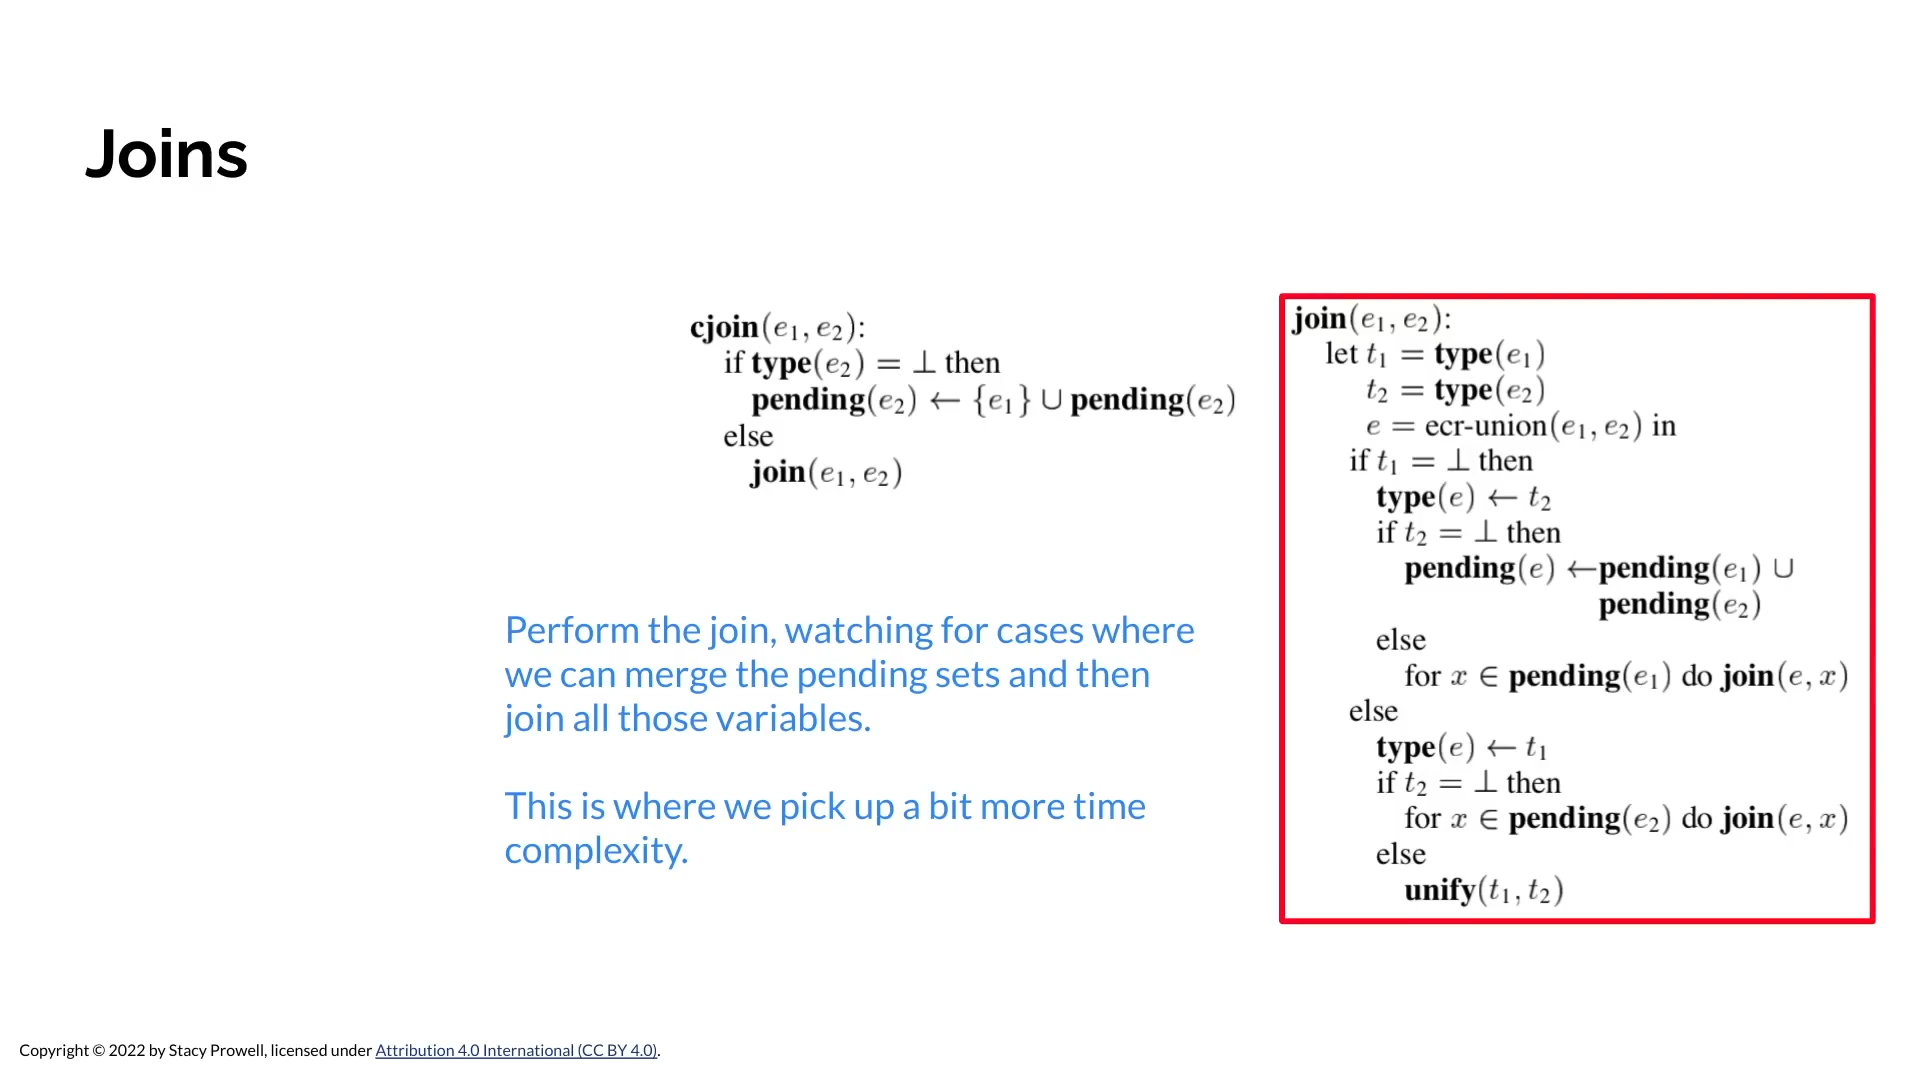 Joins
cjoin(e₁, e₂):
if type(e₂) = ⊥ then
pending(e₂) ← {e₁} ∪ pending(e₂)
else
join(e₁, e₂)
Perform the join, watching for cases where
we can merge the pending sets and then
join all those variables.
This is where we pick up a bit more time
complexity.
join(e₁, e₂):
let t₁ = type(e₁)
t₂ = type(e₂)
e = ecr-union(e₁, e₂) in
if t₁ = ⊥ then
type(e) ← t₂
if t₂ = ⊥ then
pending(e) ←pending(e₁) ∪
pending(e₂)
else
for x ∈ pending(e₁) do join(e, x)
else
type(e) ← t₁
if t₂ = ⊥ then
for x ∈ pending(e₂) do join(e, x)
else
unify(t₁, t₂)
Copyright © 2022 by Stacy Prowell, licensed under Attribution 4.0 International (CC BY 4.0).